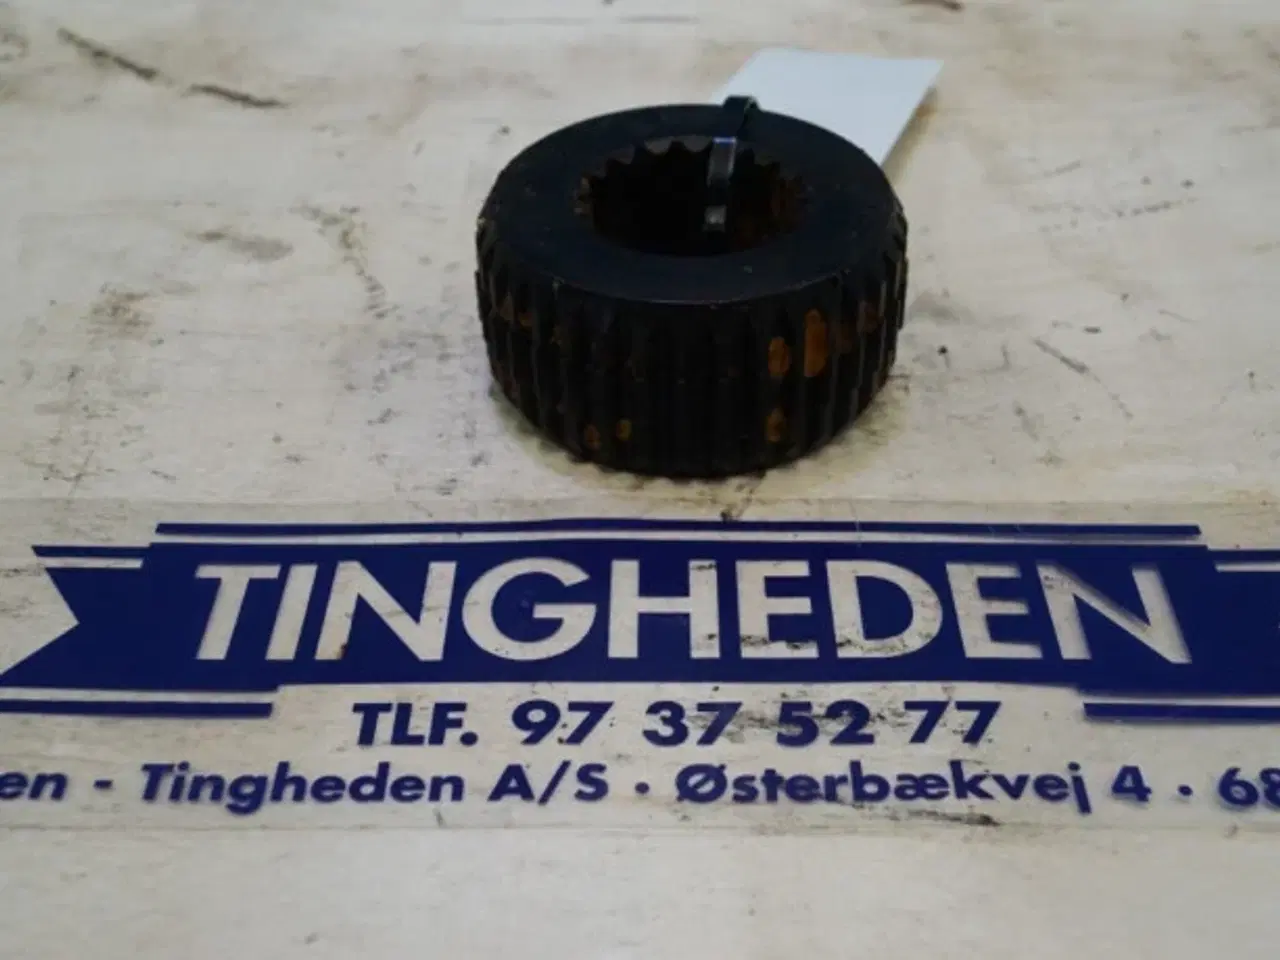 TINGHEDEN
TLF. 97 37 52 77
en - Tingheden A/S · Østerbækvej 4 · 68